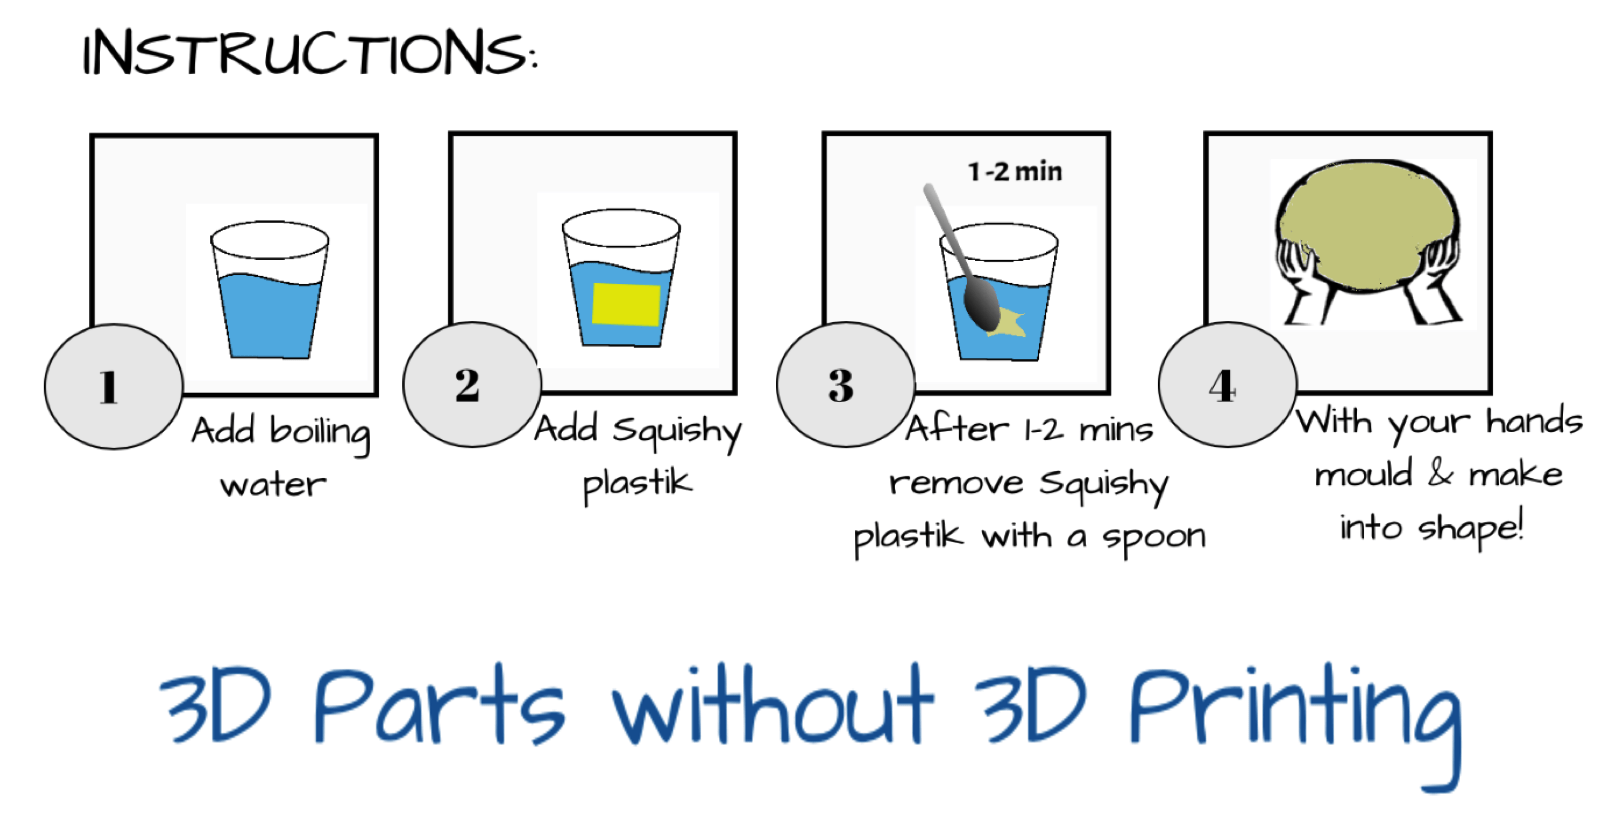 INSTRUCTIONS:
1
Add boiling
water
2
Add Squishy
plastik
1-2 min
3
After 1-2 mins
remove Squishy
plastik with a spoon
4
With your hands
mould & make
into shape!
3D Parts without 3D Printing